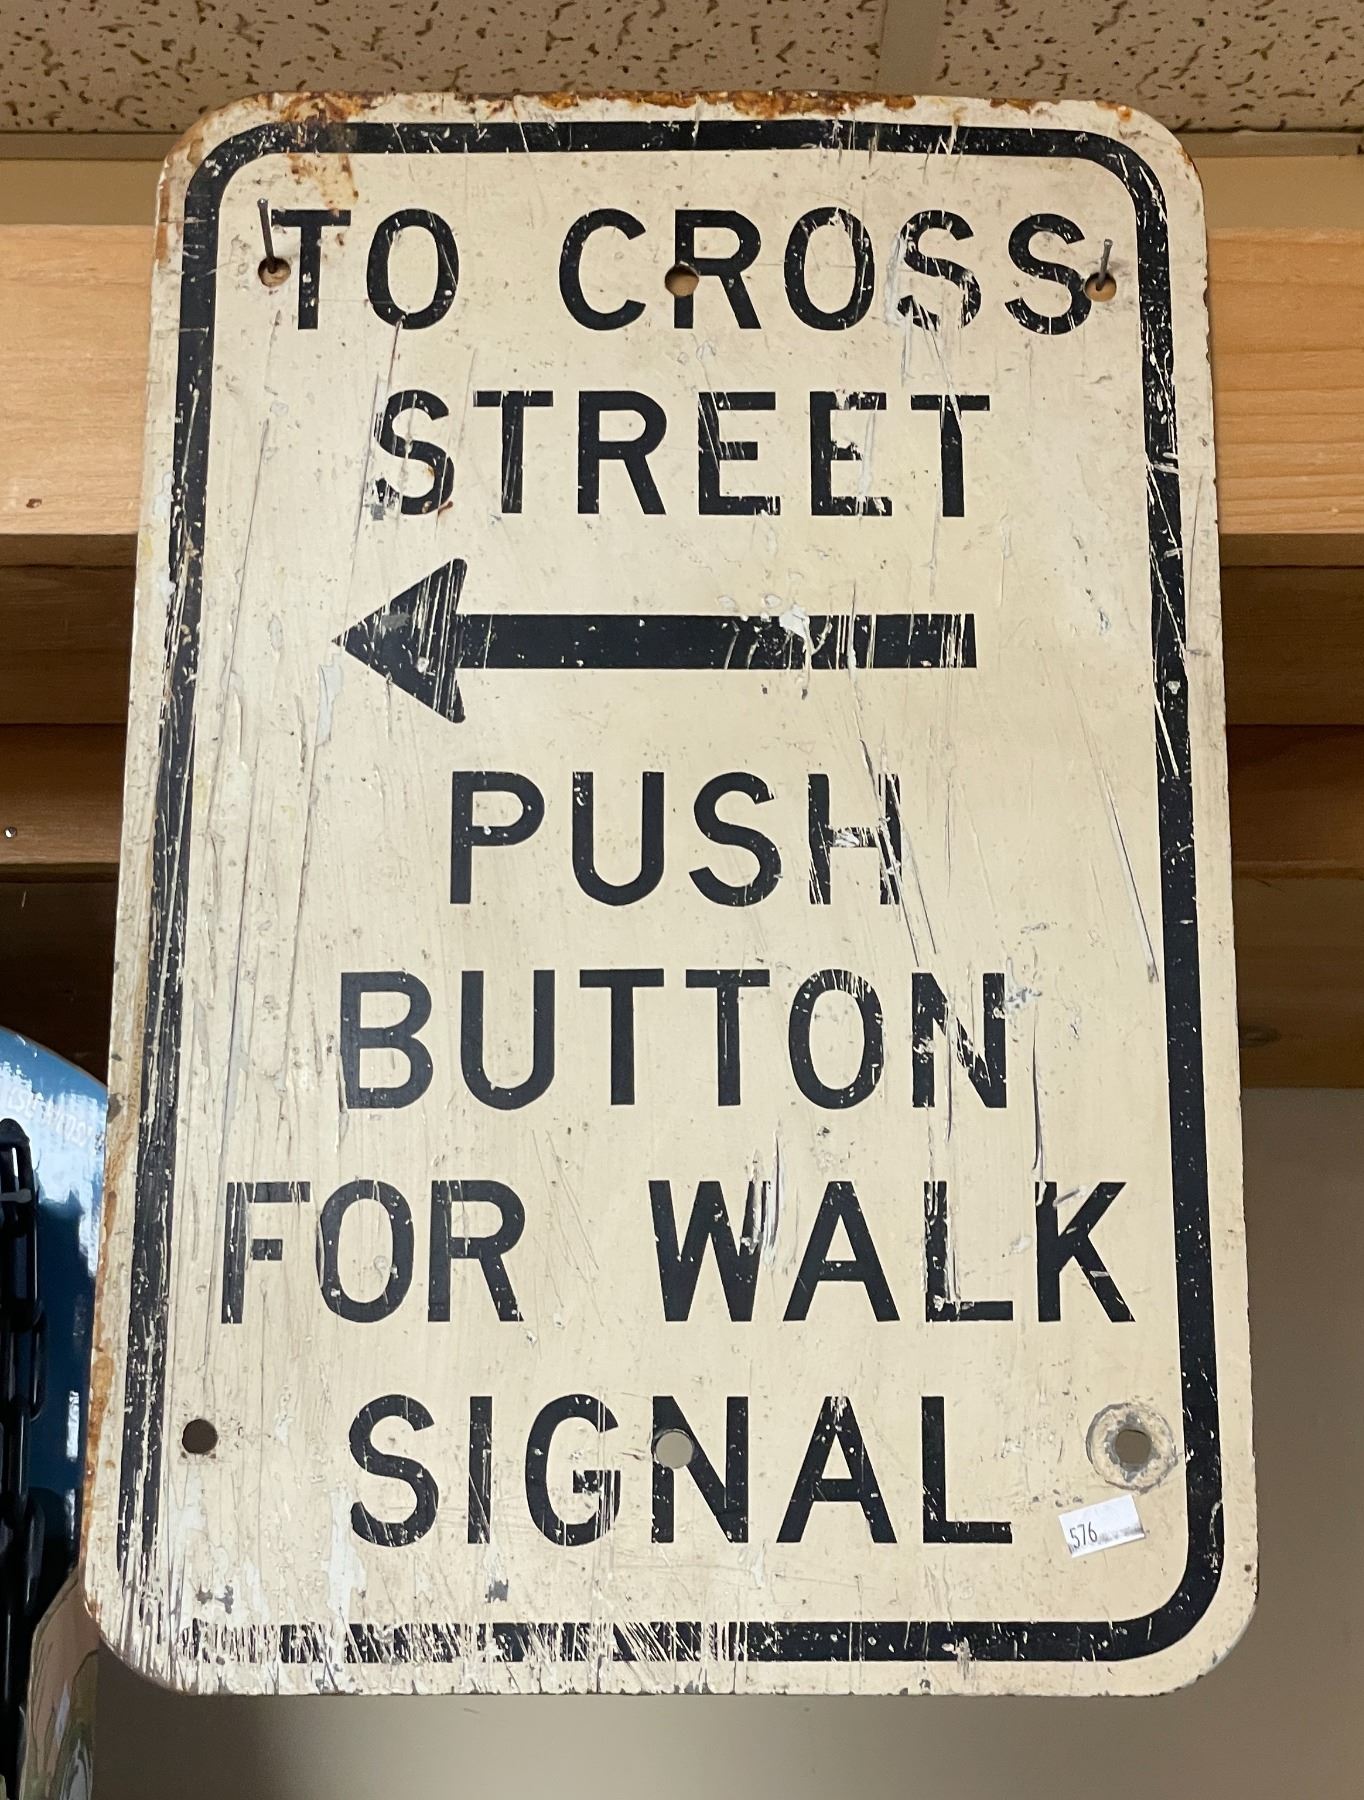 TO CROSS
STREET
PUSH
BUTTON
FOR WALK
SIGNAL
576